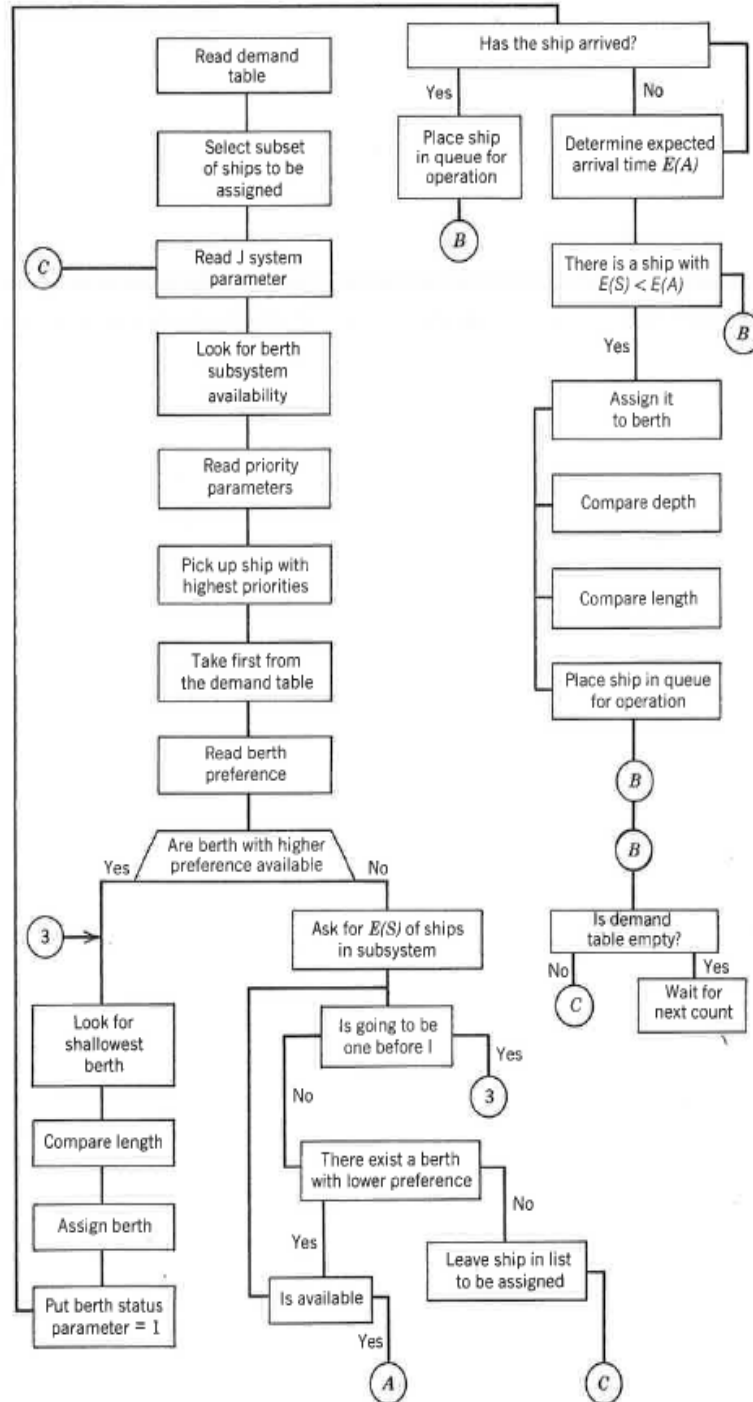 Read demand
table
Select subset
of ships to be
assigned
C
Read J system
parameter
Look for berth
subsystem
availability
Read priority
parameters
Pick up ship with
highest priorities
Take first from
the demand table
Read berth
preference
Are berth with higher
preference available
Yes
No
3
Look for
shallowest
berth
Compare length
Assign berth
Put berth status
parameter = 1
Ask for E(S) of ships
in subsystem
Is going to be
one before I
Yes
3
No
There exist a berth
with lower preference
Yes
No
Is available
Yes
A
Leave ship in list
to be assigned
C
Has the ship arrived?
Yes
No
Place ship
in queue for
operation
B
Determine expected
arrival time E(A)
There is a ship with
E(S) < E(A)
B
Yes
Assign it
to berth
Compare depth
Compare length
Place ship in queue
for operation
B
B
Is demand
table empty?
No
Yes
C
Wait for
next count